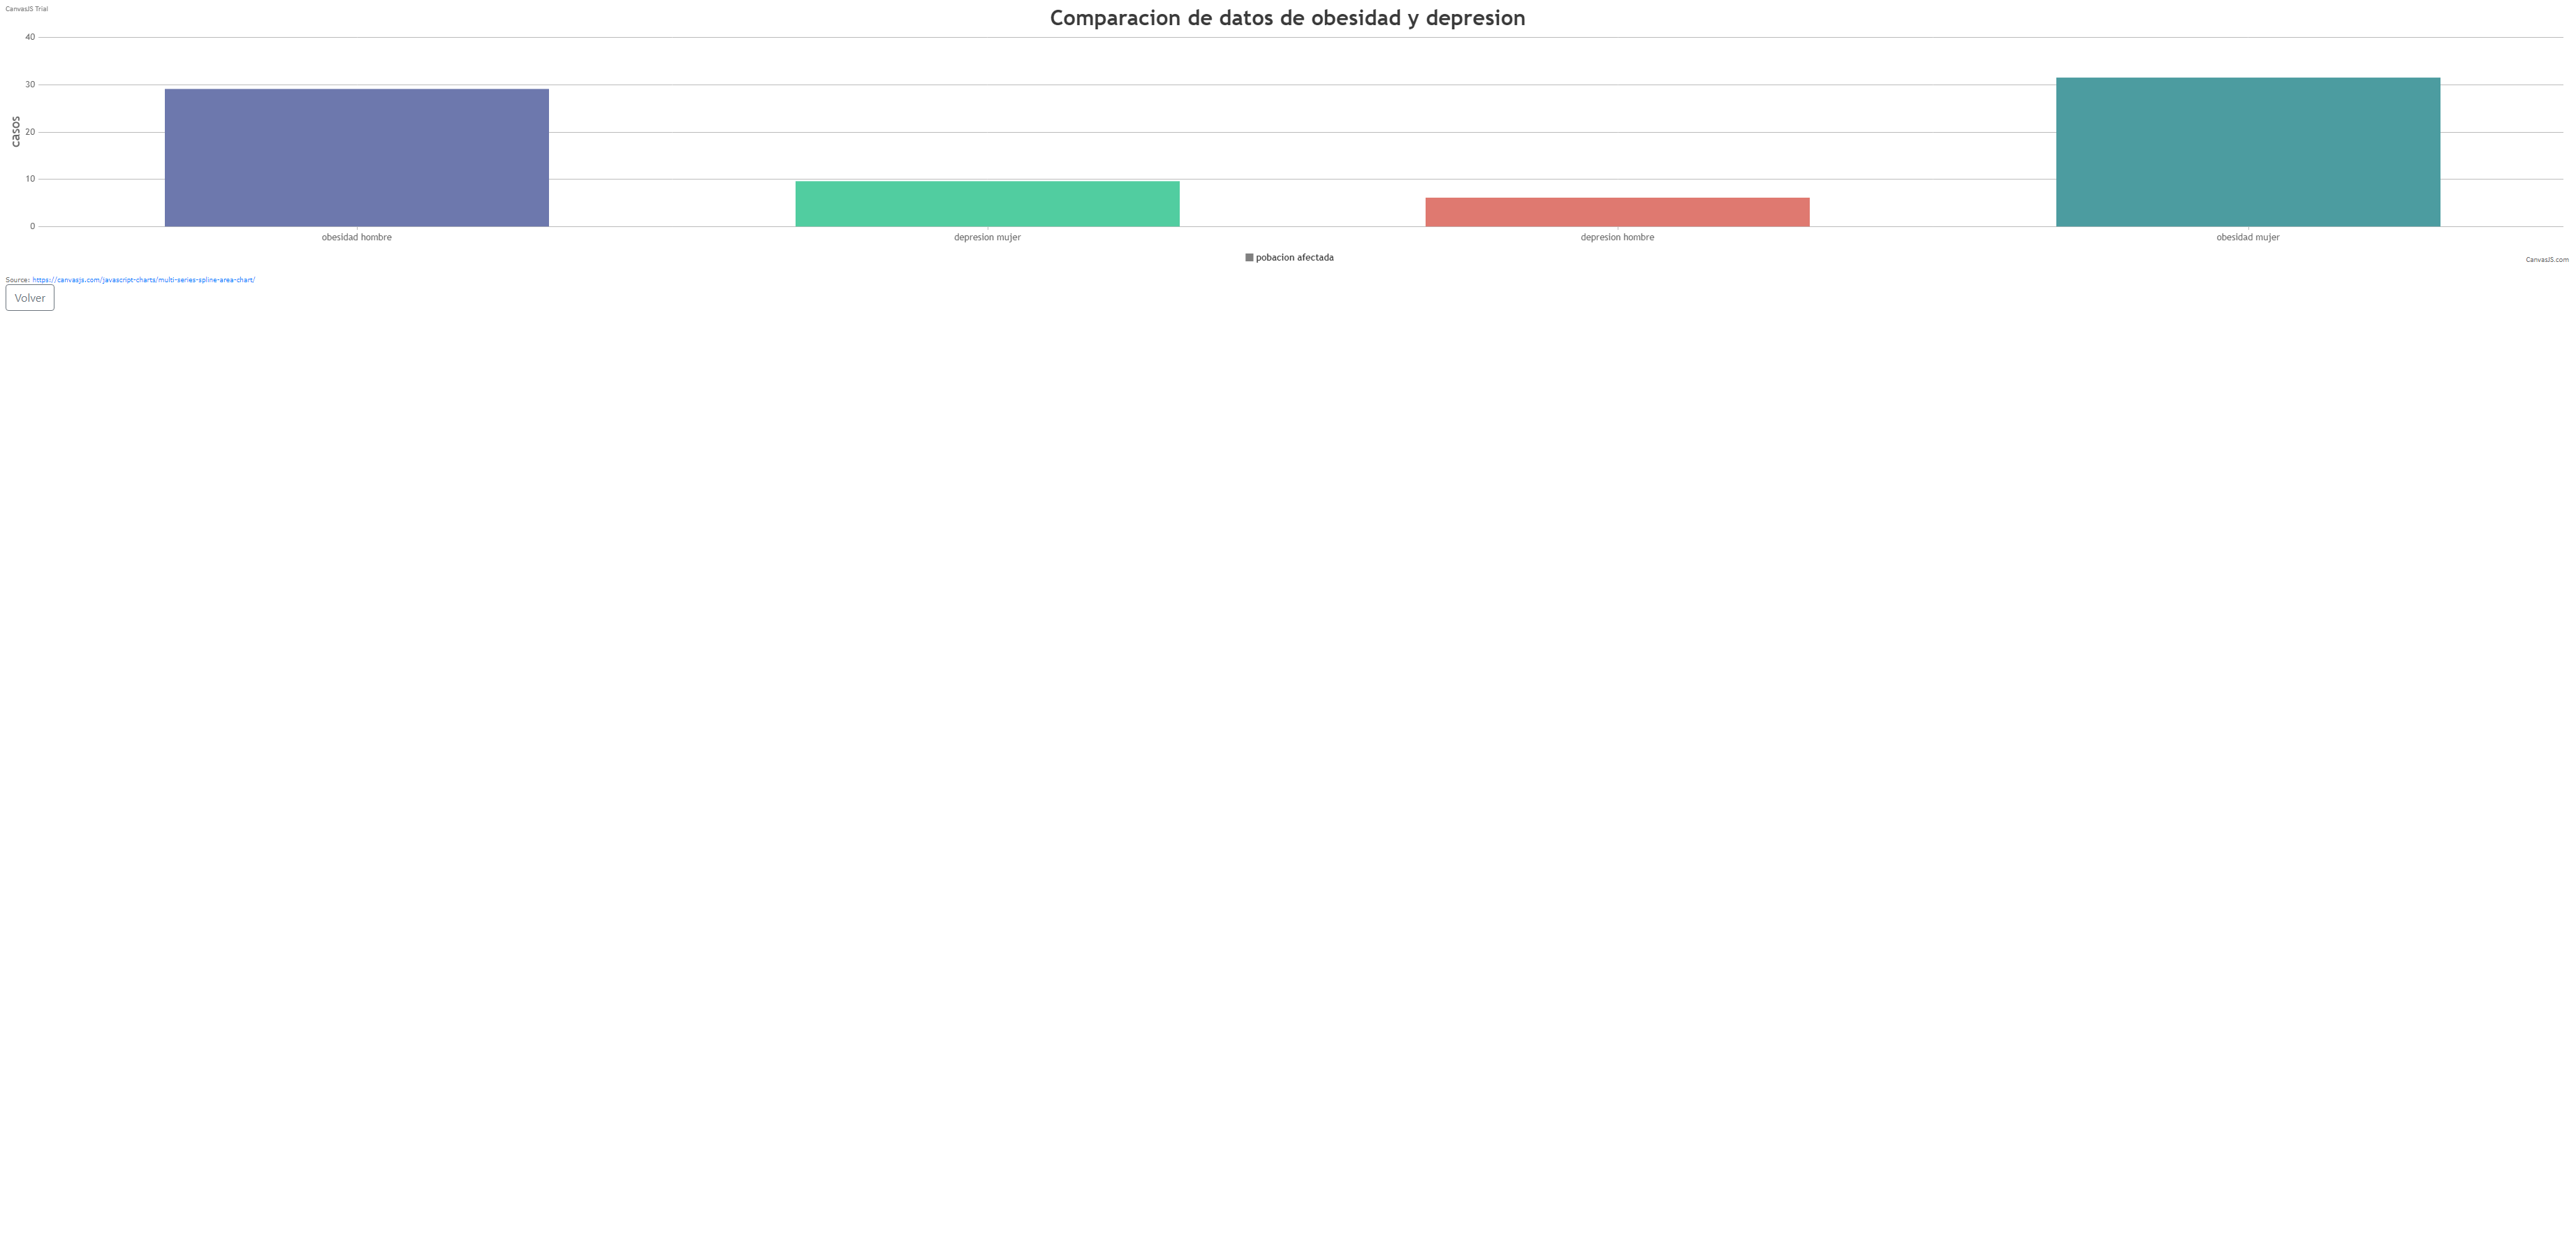 CanvasJS Trial
Comparacion de datos de obesidad y depresion
casos
40
30
20
10
0
obesidad hombre
depresion mujer
depresion hombre
obesidad mujer
pobacion afectada
CanvasJS.com
Source: https://canvasjs.com/javascript-charts/multi-series-spline-area-chart/
Volver